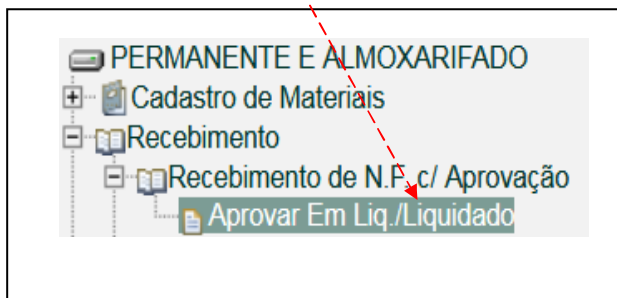 PERMANENTE E ALMOXARIFADO
Cadastro de Materiais
Recebimento
Recebimento de N.F. c/ Aprovação
Aprovar Em Liq./Liquidado